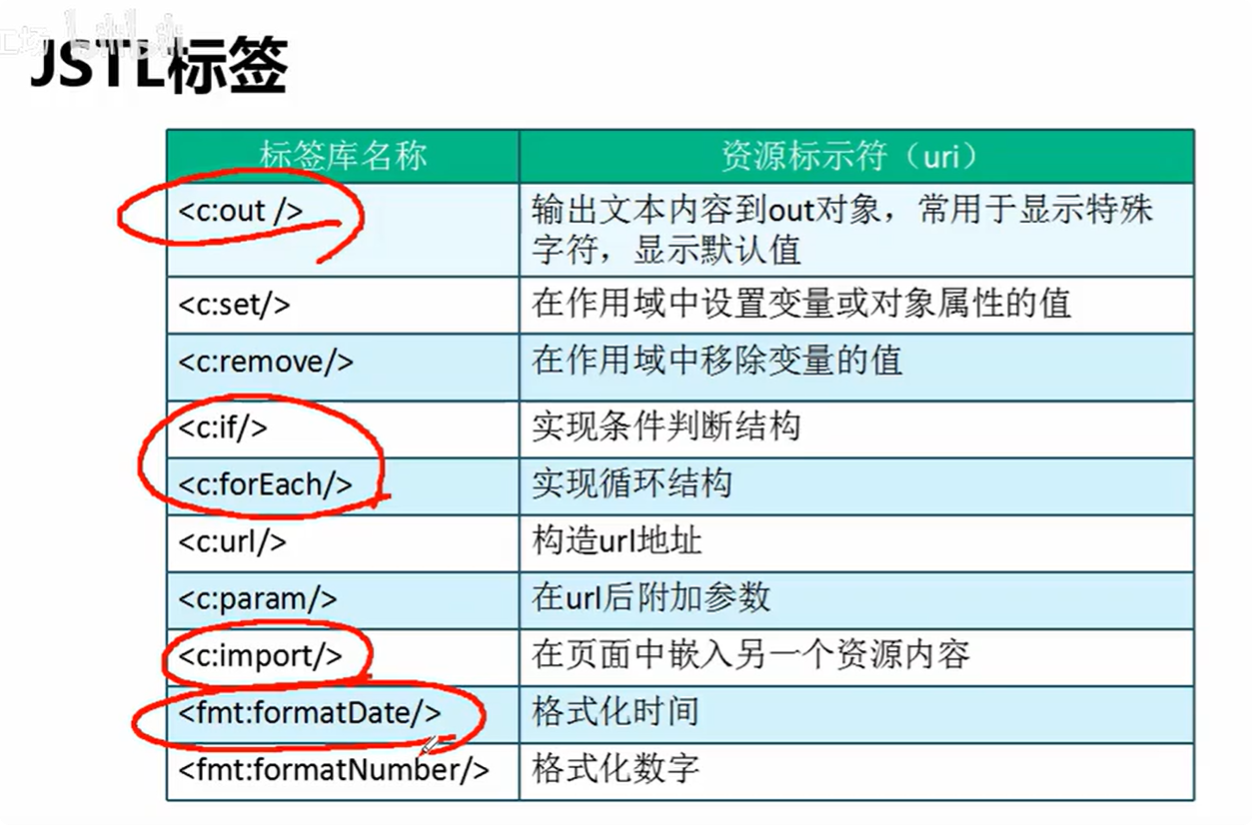 JSTL标签
标签库名称
资源标示符（uri）
<c:out />
输出文本内容到out对象，常用于显示特殊
字符，显示默认值
<c:set/>
在作用域中设置变量或对象属性的值
<c:remove/>
在作用域中移除变量的值
<c:if/>
实现条件判断结构
<c:forEach/>
实现循环结构
<c:url/>
构造url地址
<c:param/>
在url后附加参数
<c:import/>
在页面中嵌入另一个资源内容
<fmt:formatDate/>
格式化时间
<fmt:formatNumber/>
格式化数字